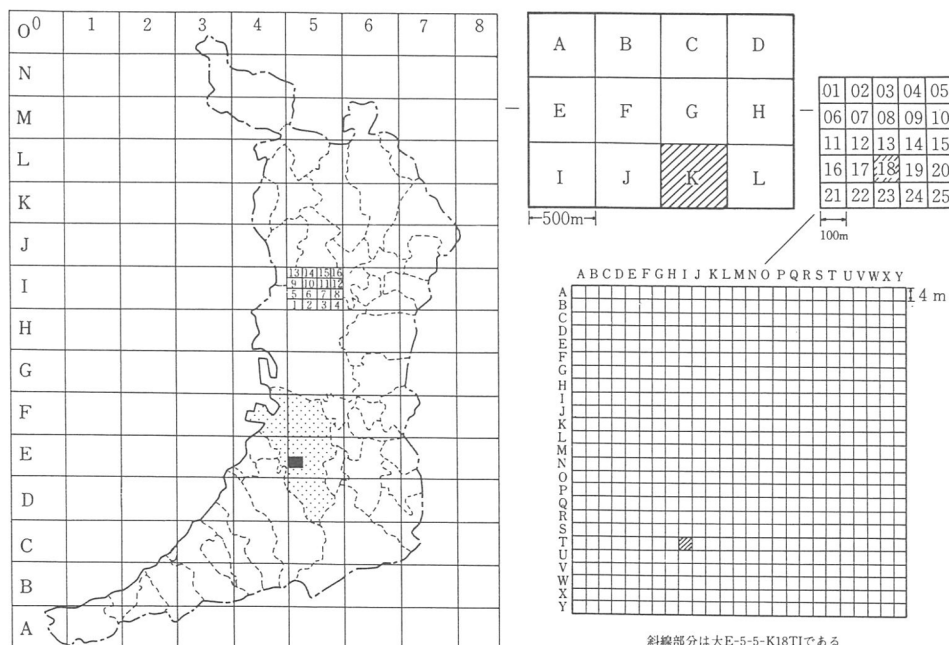 O 0 1 2 3 4 5 6 7 8
N
M
L
K
J
I
H
G
F
E
D
C
B
A
13 14 15 16
9 10 11 12
5 6 7 8
1 2 3 4
A B C D
E F G H
I J K L
500m
01 02 03 04 05
06 07 08 09 10
11 12 13 14 15
16 17 18 19 20
21 22 23 24 25
100m
A B C D E F G H I J K L M N O P Q R S T U V W X Y
4 m
A
B
C
D
E
F
G
H
I
J
K
L
M
N
O
P
Q
R
S
T
U
V
W
X
Y
斜線部分は大E-5-5-K18TIである